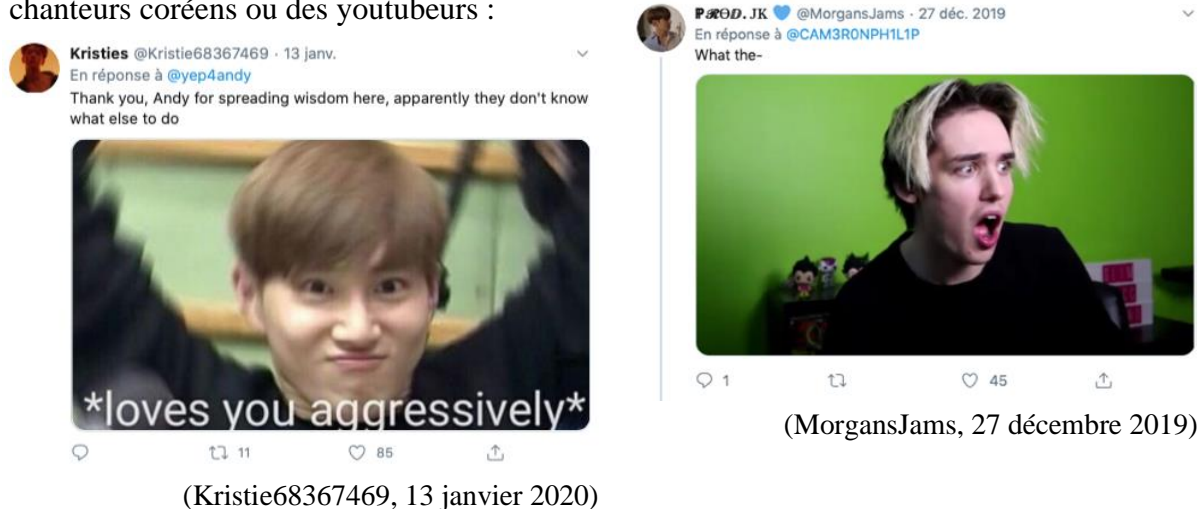 chanteurs coréens ou des youtubeurs :
Kristies @Kristie68367469 · 13 janv.
En réponse à @yep4andy
Thank you, Andy for spreading wisdom here, apparently they don't know
what else to do
*loves you aggressively*
11 85
(Kristie68367469, 13 janvier 2020)
PROD. JK 💙 @MorgansJams · 27 déc. 2019
En réponse à @CAM3R0NPH1L1P
What the-
1 45
(MorgansJams, 27 décembre 2019)